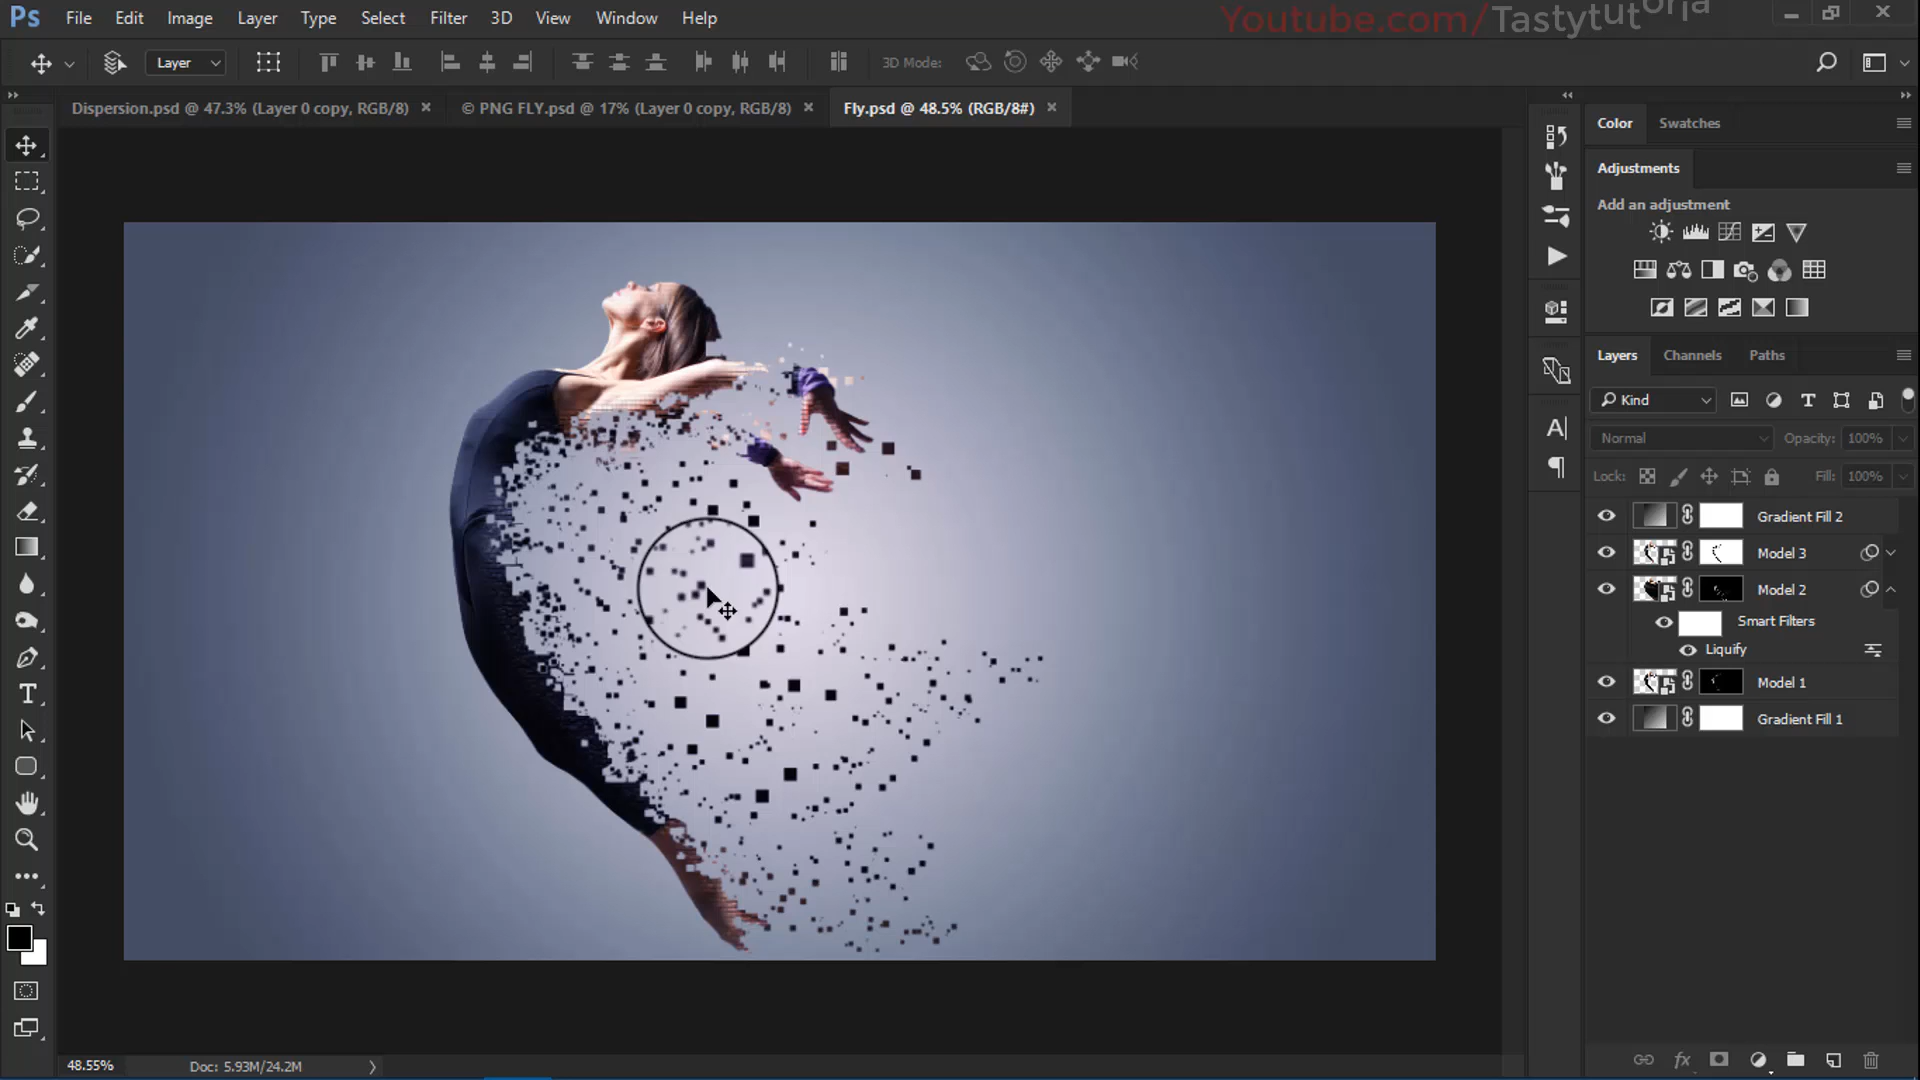 Ps File Edit Image Layer Type Select Filter 3D View Window Help
Youtube.com/Tastytutorja
Layer 3D Mode:
Dispersion.psd @ 47.3% (Layer 0 copy, RGB/8) × © PNG FLY.psd @ 17% (Layer 0 copy, RGB/8) × Fly.psd @ 48.5% (RGB/8#) ×
Color Swatches
Adjustments
Add an adjustment
Layers Channels Paths
Kind
Normal Opacity: 100%
Lock: Fill: 100%
Gradient Fill 2
Model 3
Model 2
Smart Filters
Liquify
Model 1
Gradient Fill 1
48.55% Doc: 5.93M/24.2M